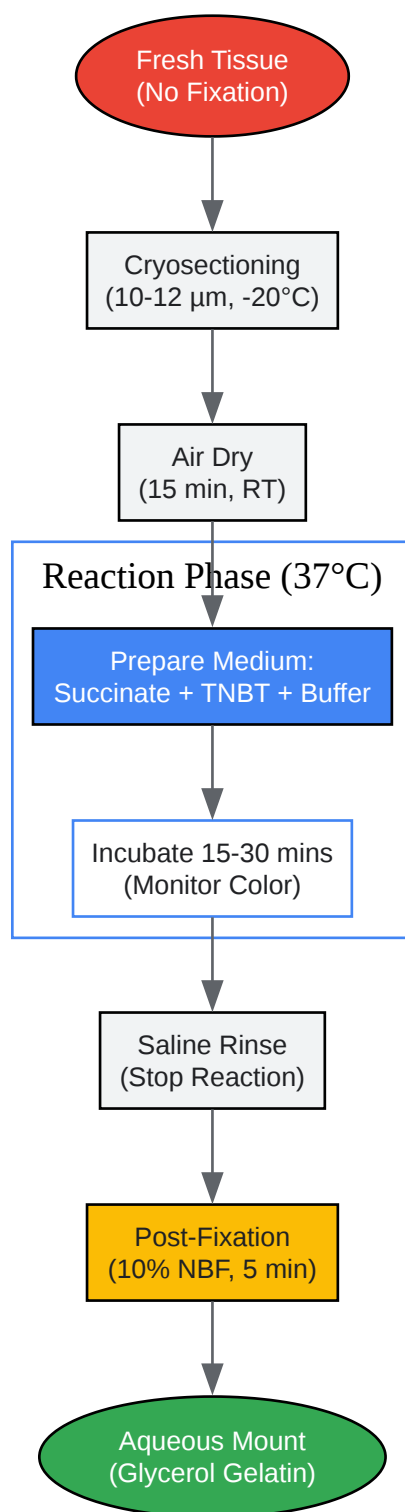 Fresh Tissue
(No Fixation)
Cryosectioning
(10-12 µm, -20°C)
Air Dry
(15 min, RT)
Reaction Phase (37°C)
Prepare Medium:
Succinate + TNBT + Buffer
Incubate 15-30 mins
(Monitor Color)
Saline Rinse
(Stop Reaction)
Post-Fixation
(10% NBF, 5 min)
Aqueous Mount
(Glycerol Gelatin)